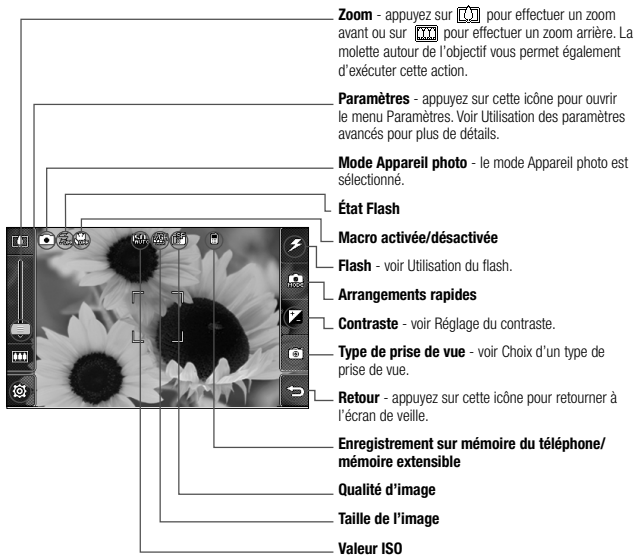 Zoom - appuyez sur pour effectuer un zoom
avant ou sur pour effectuer un zoom arrière. La
molette autour de l'objectif vous permet également
d'exécuter cette action.
Paramètres - appuyez sur cette icône pour ouvrir
le menu Paramètres. Voir Utilisation des paramètres
avancés pour plus de détails.
Mode Appareil photo - le mode Appareil photo est
sélectionné.
État Flash
Macro activée/désactivée
Flash - voir Utilisation du flash.
Arrangements rapides
Contraste - voir Réglage du contraste.
Type de prise de vue - voir Choix d'un type de
prise de vue.
Retour - appuyez sur cette icône pour retourner à
l'écran de veille.
Enregistrement sur mémoire du téléphone/
mémoire extensible
Qualité d'image
Taille de l'image
Valeur ISO
ISO
AUTO
MODE